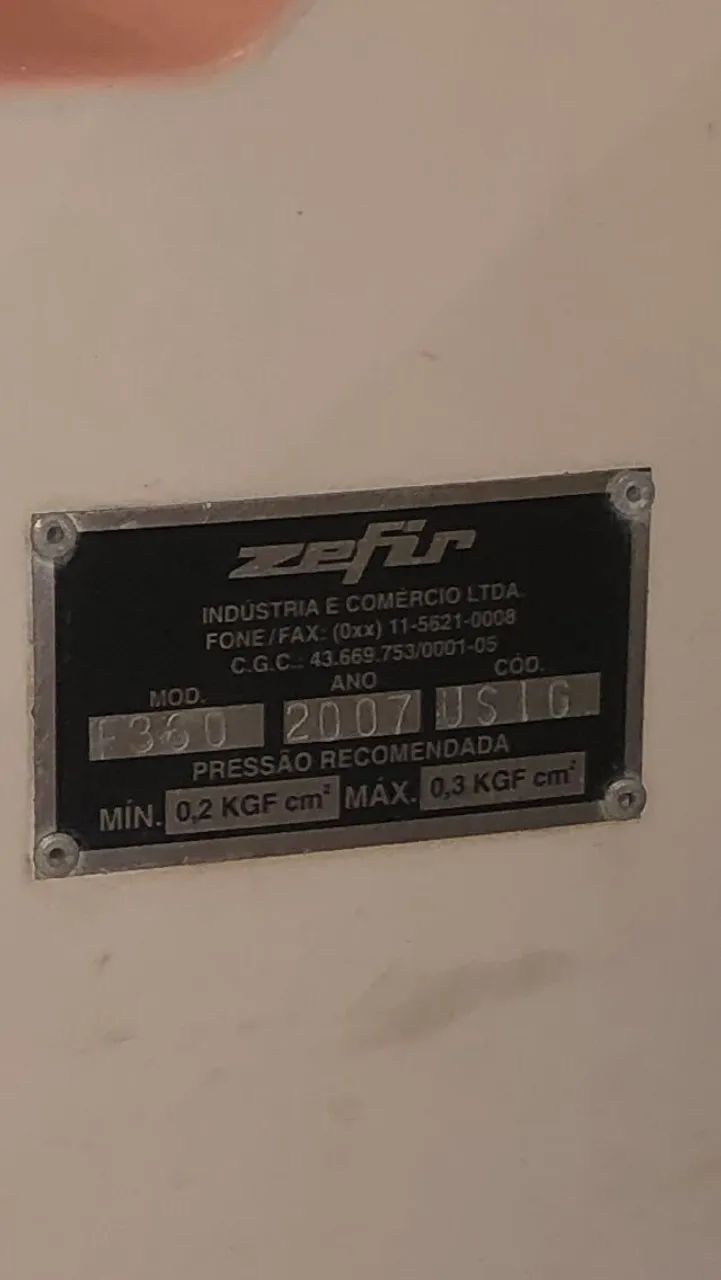 zefir
INDÚSTRIA E COMÉRCIO LTDA.
FONE/FAX: (0xx) 11-5621-0008
C.G.C.: 43.669.753/0001-05
MOD. ANO CÓD.
F360 2007 USIG.
PRESSÃO RECOMENDADA
MÍN. 0,2 KGF cm² MÁX. 0,3 KGF cm²